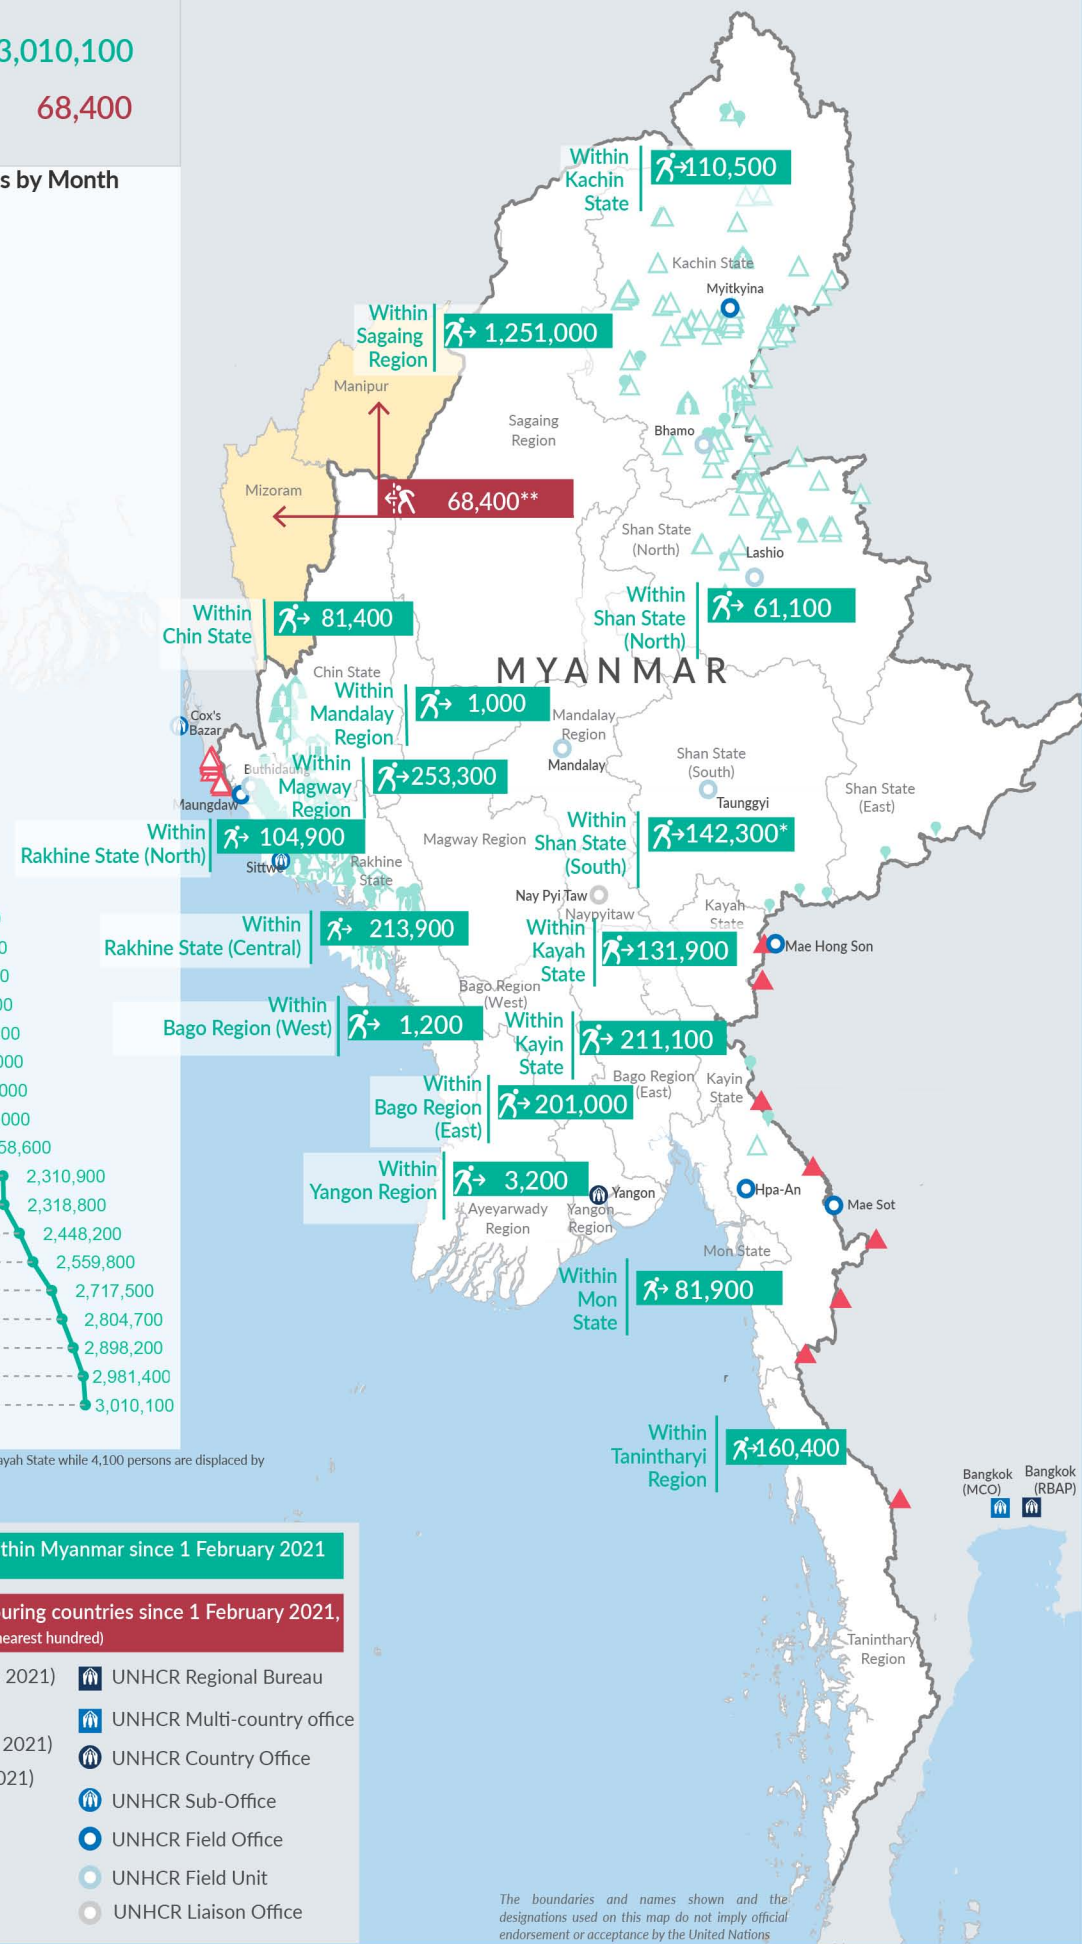 3,010,100
68,400
s by Month
Within
Kachin
State
110,500
Kachin State
Myitkyina
Within
Sagaing
Region
1,251,000
Manipur
Sagaing
Region
Bhamo
Mizoram
68,400**
Shan State
(North)
Lashio
Within
Chin State
81,400
Within
Shan State
(North)
61,100
MYANMAR
Chin State
Within
Mandalay
Region
1,000
Mandalay
Region
Mandalay
Cox's
Bazar
Shan State
(South)
Taunggyi
Shan State
(East)
Buthidaung
Maungdaw
Within
Magway
Region
253,300
Within
Rakhine State (North)
104,900
Sittwe
Rakhine
State
Magway Region
Within
Shan State
(South)
142,300*
Nay Pyi Taw
Naypyitaw
Kayah
State
Within
Rakhine State (Central)
213,900
Within
Kayah
State
131,900
Mae Hong Son
Bago Region
(West)
Within
Bago Region (West)
1,200
Within
Kayin
State
211,100
Bago Region
(East)
Kayin
State
Within
Bago Region
(East)
201,000
Within
Yangon Region
3,200
Yangon
Ayeyarwady
Region
Yangon
Region
Hpa-An
Mae Sot
Mon State
Within
Mon
State
81,900
Within
Tanintharyi
Region
160,400
Bangkok
(MCO)
Bangkok
(RBAP)
Taninthary
Region
0
0
00
00
000
000
000
58,600
2,310,900
2,318,800
2,448,200
2,559,800
2,717,500
2,804,700
2,898,200
2,981,400
3,010,100
ayah State while 4,100 persons are displaced by
thin Myanmar since 1 February 2021
ouring countries since 1 February 2021,
nearest hundred)
2021)
2021)
021)
UNHCR Regional Bureau
UNHCR Multi-country office
UNHCR Country Office
UNHCR Sub-Office
UNHCR Field Office
UNHCR Field Unit
UNHCR Liaison Office
The boundaries and names shown and the
designations used on this map do not imply official
endorsement or acceptance by the United Nations